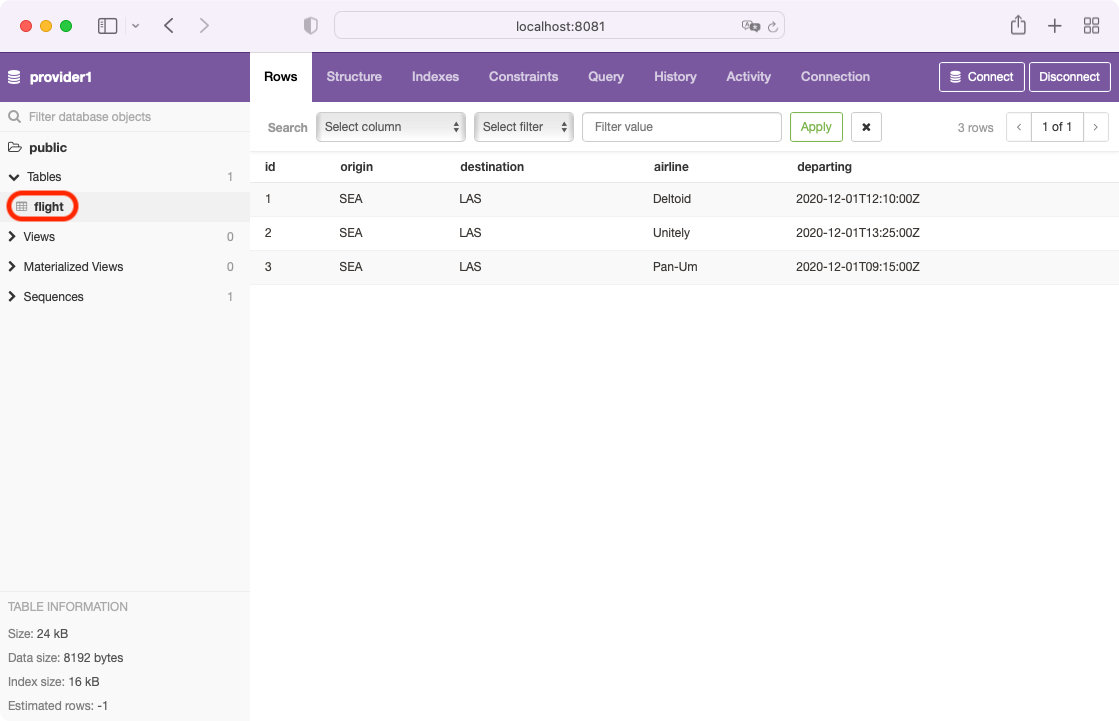 localhost:8081
provider1
Rows Structure Indexes Constraints Query History Activity Connection Connect Disconnect
Filter database objects
Search Select column Select filter Filter value Apply 3 rows 1 of 1
public
Tables 1
flight
Views 0
Materialized Views 0
Sequences 1
id origin destination airline departing
1 SEA LAS Deltoid 2020-12-01T12:10:00Z
2 SEA LAS Unitely 2020-12-01T13:25:00Z
3 SEA LAS Pan-Um 2020-12-01T09:15:00Z
TABLE INFORMATION
Size: 24 kB
Data size: 8192 bytes
Index size: 16 kB
Estimated rows: -1